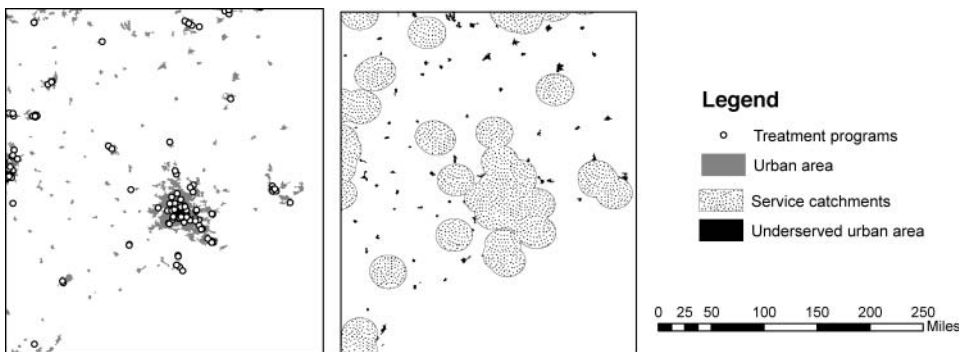 Legend
Treatment programs
Urban area
Service catchments
Underserved urban area
0 25 50 100 150 200 250
Miles